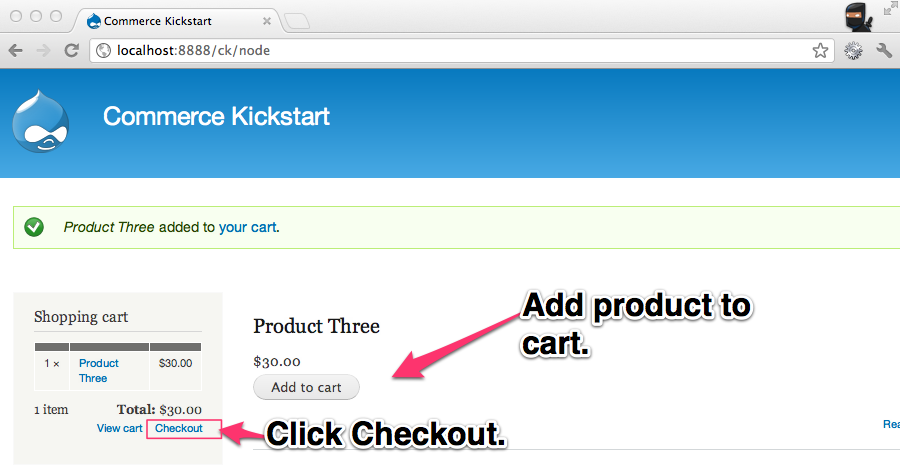 Commerce Kickstart
localhost:8888/ck/node
Commerce Kickstart
Product Three added to your cart.
Shopping cart
1 × Product Three $30.00
1 item Total: $30.00
View cart Checkout
Product Three
$30.00
Add to cart
Add product to
cart.
Click Checkout.